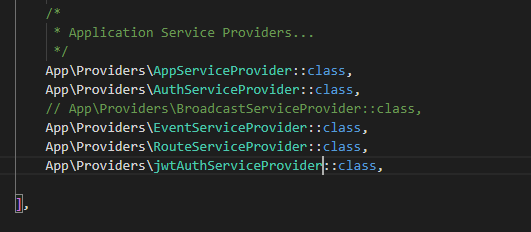 /*
* Application Service Providers...
*/
App\Providers\AppServiceProvider::class,
App\Providers\AuthServiceProvider::class,
// App\Providers\BroadcastServiceProvider::class,
App\Providers\EventServiceProvider::class,
App\Providers\RouteServiceProvider::class,
App\Providers\jwtAuthServiceProvider::class,
],